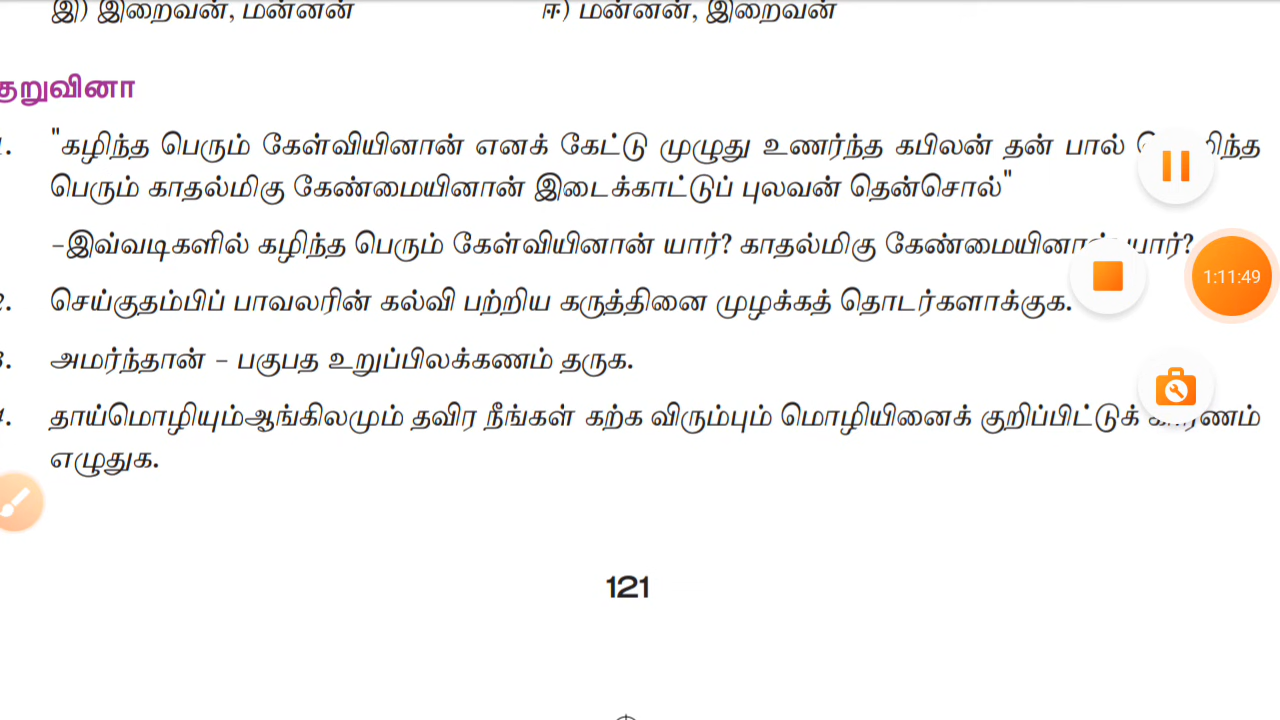 இ) இறைவன், மன்னன் ஈ) மன்னன், இறைவன்
குறுவினா
"கழிந்த பெரும் கேள்வியினான் எனக் கேட்டு முழுது உணர்ந்த கபிலன் தன் பால்
பெரும் காதல்மிகு கேண்மையினான் இடைக்காட்டுப் புலவன் தென்சொல்"
–இவ்வடிகளில் கழிந்த பெரும் கேள்வியினான் யார்? காதல்மிகு கேண்மையினான் யார்?
1:11:49
2. செய்குதம்பிப் பாவலரின் கல்வி பற்றிய கருத்தினை முழக்கத் தொடர்களாக்குக.
3. அமர்ந்தான் – பகுபத உறுப்பிலக்கணம் தருக.
4. தாய்மொழியும்ஆங்கிலமும் தவிர நீங்கள் கற்க விரும்பும் மொழியினைக் குறிப்பிட்டுக் காரணம்
எழுதுக.
121